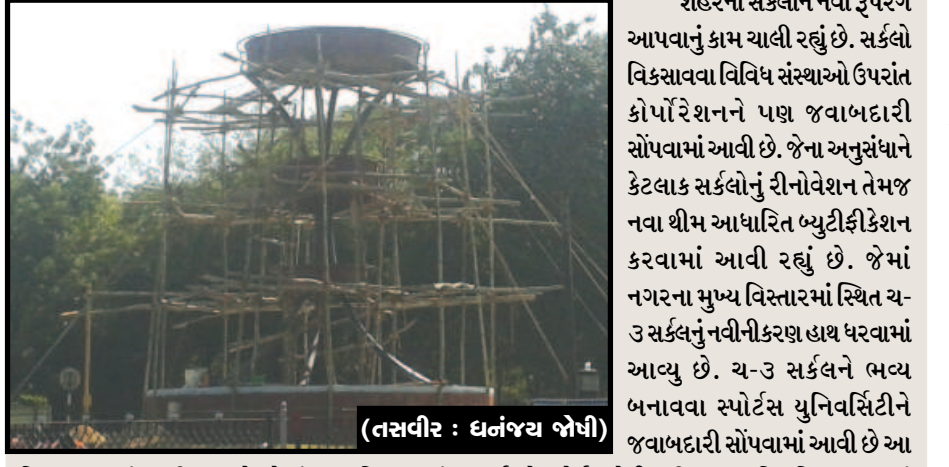 શહેરના સર્કલોને નવા રૂપરંગ
આપવાનું કામ ચાલી રહ્યું છે. સર્કલો
વિકસાવવા વિવિધ સંસ્થાઓ ઉપરાંત
કોર્પોરેશનને પણ જવાબદારી
સોંપવામાં આવી છે. જેના અનુસંધાને
કેટલાક સર્કલોનું રીનોવેશન તેમજ
નવા થીમ આધારિત બ્યુટીફીકેશન
કરવામાં આવી રહ્યું છે. જેમાં
નગરના મુખ્ય વિસ્તારમાં સ્થિત ચ-
૩ સર્કલનું નવીનીકરણ હાથ ધરવામાં
આવ્યુ છે. ચ-૩ સર્કલને ભવ્ય
બનાવવા સ્પોર્ટસ યુનિવર્સિટીને
જવાબદારી સોંપવામાં આવી છે આ
(તસવીર : ધનંજય જોષી)